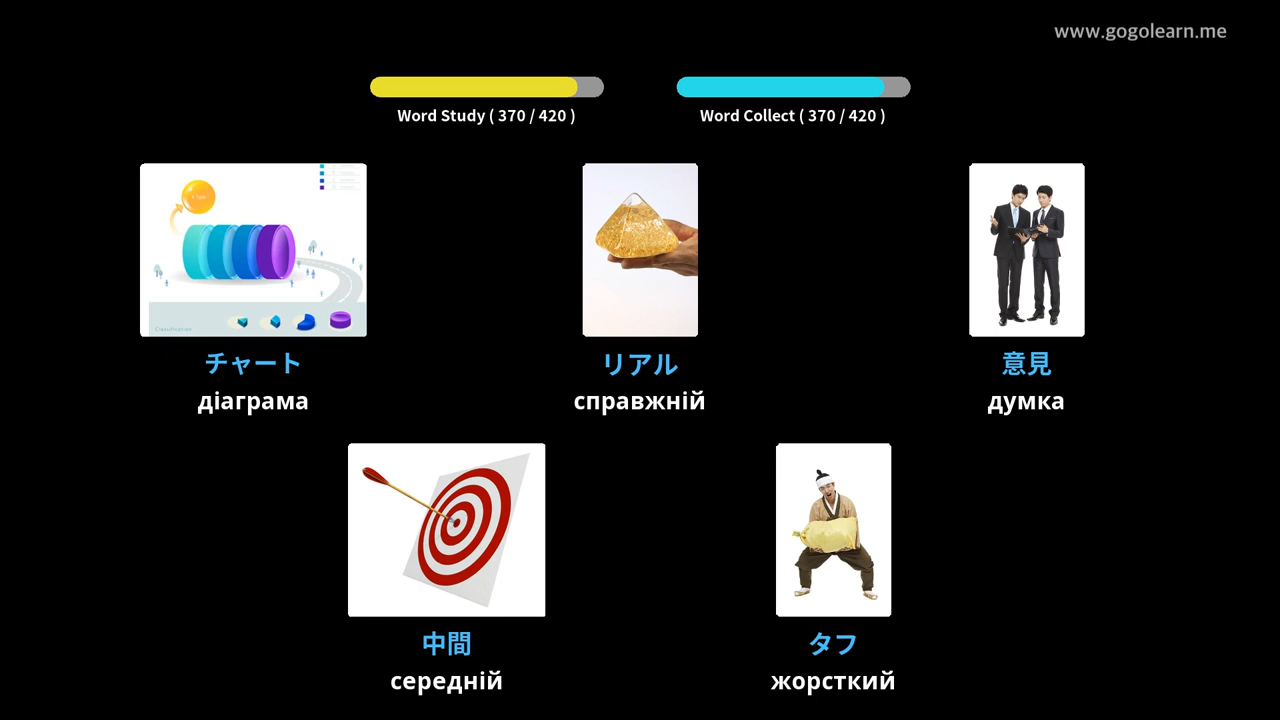 www.gogolearn.me
Word Study ( 370 / 420 )
Word Collect ( 370 / 420 )
Classification
チャート
リアル
意見
діаграма
справжній
думка
中間
タフ
середній
жорсткий